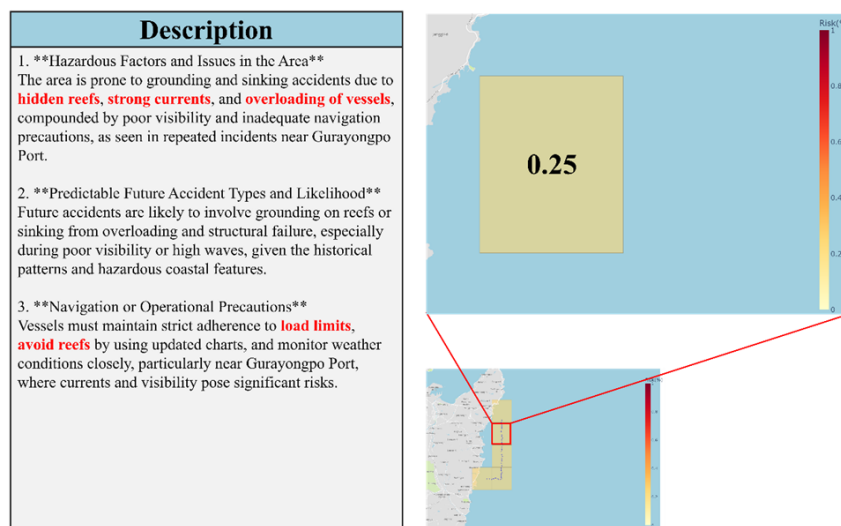 Description
1. **Hazardous Factors and Issues in the Area**
The area is prone to grounding and sinking accidents due to
hidden reefs, strong currents, and overloading of vessels,
compounded by poor visibility and inadequate navigation
precautions, as seen in repeated incidents near Gurayongpo
Port.
2. **Predictable Future Accident Types and Likelihood**
Future accidents are likely to involve grounding on reefs or
sinking from overloading and structural failure, especially
during poor visibility or high waves, given the historical
patterns and hazardous coastal features.
3. **Navigation or Operational Precautions**
Vessels must maintain strict adherence to load limits,
avoid reefs by using updated charts, and monitor weather
conditions closely, particularly near Gurayongpo Port,
where currents and visibility pose significant risks.
Risk(
1
0.8
0.6
0.4
0.2
0
0.25